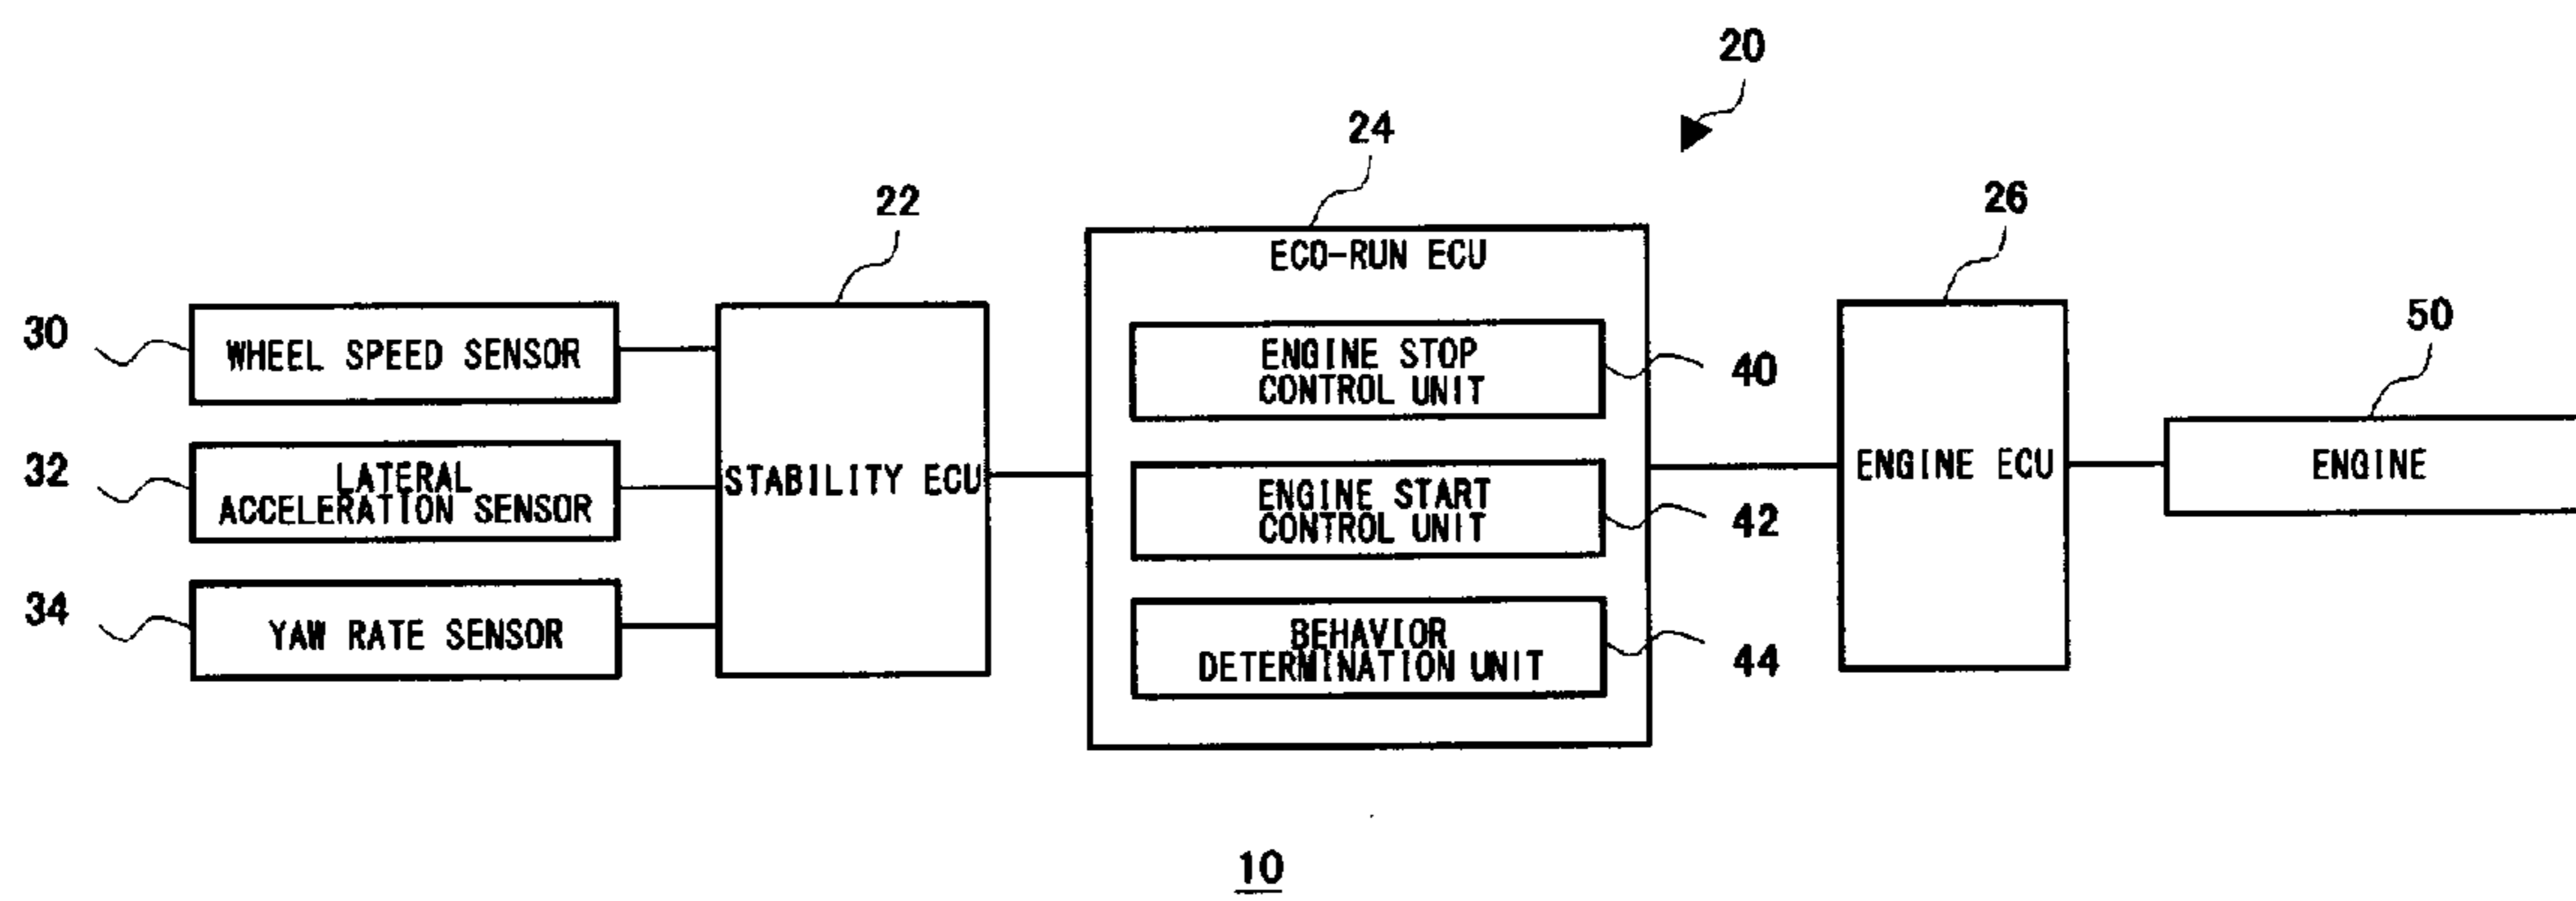 20
24
22
26
ECO-RUN ECU
50
30
WHEEL SPEED SENSOR
ENGINE STOP
CONTROL UNIT
40
32
LATERAL
ACCELERATION SENSOR
STABILITY ECU
ENGINE START
CONTROL UNIT
42
ENGINE ECU
ENGINE
34
YAW RATE SENSOR
BEHAVIOR
DETERMINATION UNIT
44
10